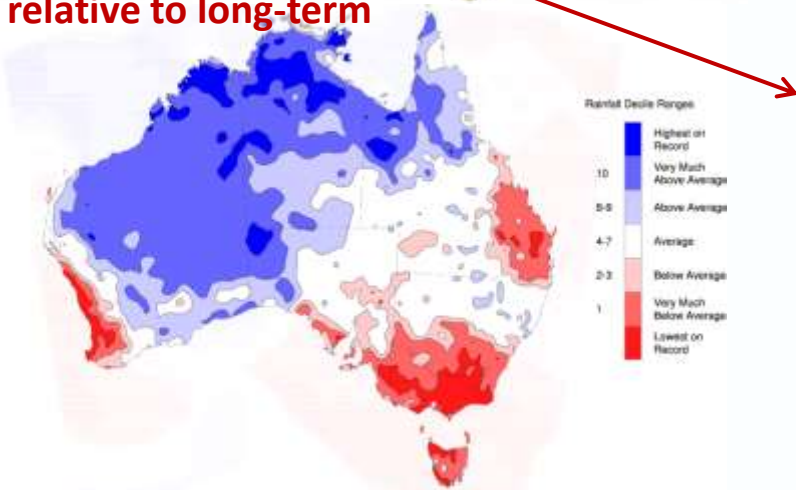 relative to long-term
Rainfall Decile Ranges
Highest on
Record
10
Very Much
Above Average
8-9
Above Average
4-7
Average
2-3
Below Average
1
Very Much
Below Average
Lowest on
Record